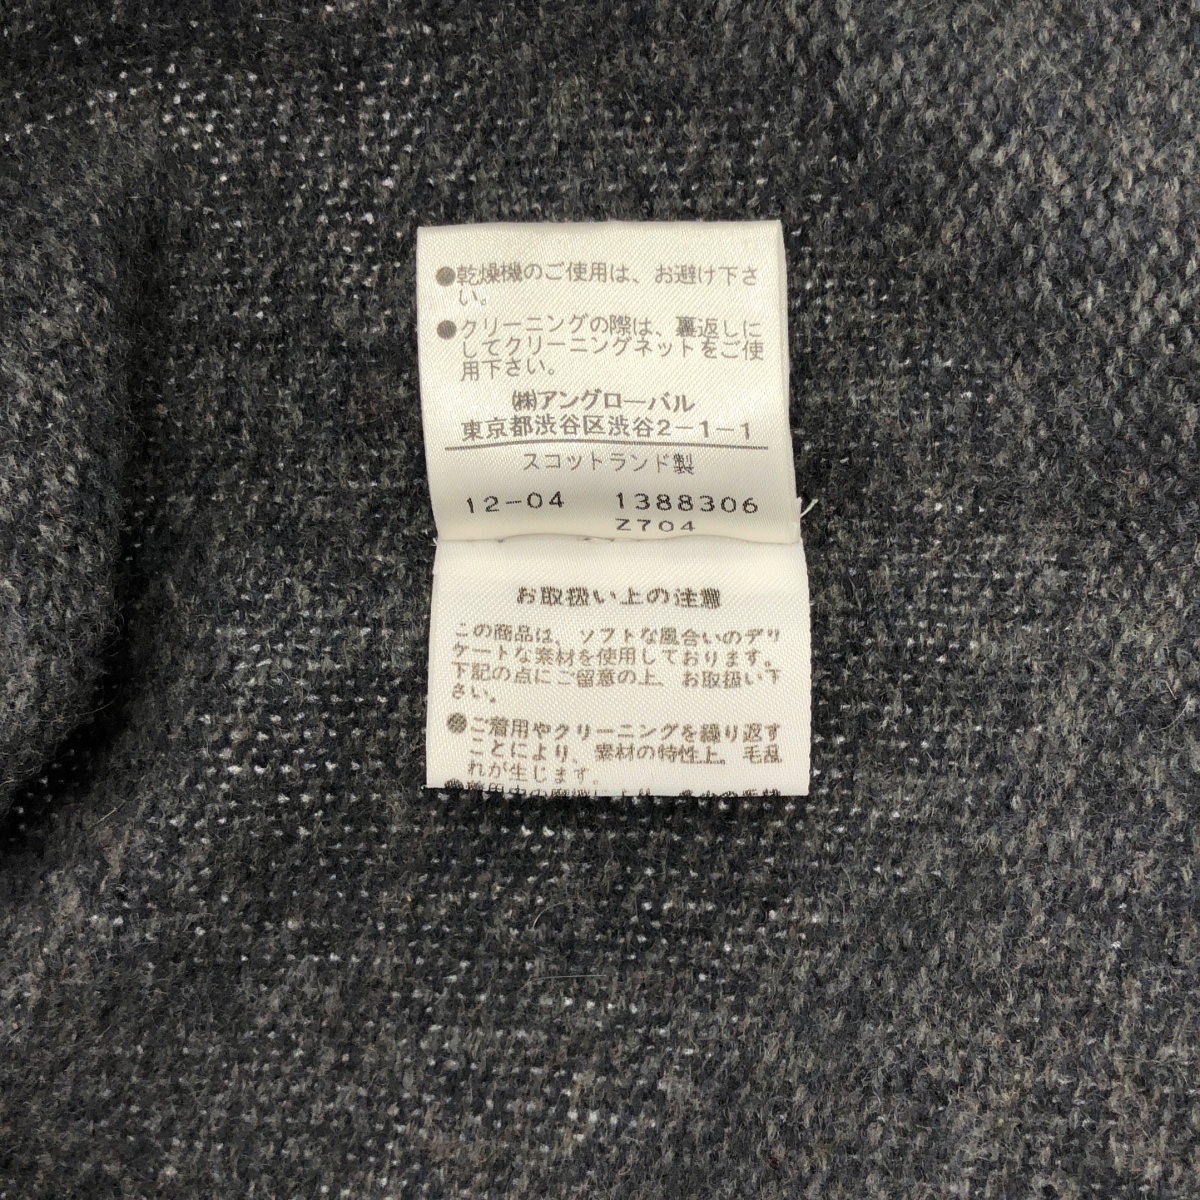 ●乾燥機のご使用は、お避け下さ
い。
●クリーニングの際は、裏返しに
してクリーニングネットをご使
用下さい。
㈱アングローバル
東京都渋谷区渋谷2-1-1
スコットランド製
12-04 1388306
Z704
お取扱い上の注意
この商品は、ソフトな風合いのデリ
ケートな素材を使用しております。
下記の点にご留意の上、お取扱い下
さい。
●ご着用やクリーニングを繰り返す
ことにより、素材の特性上、毛乱
れが生じます。